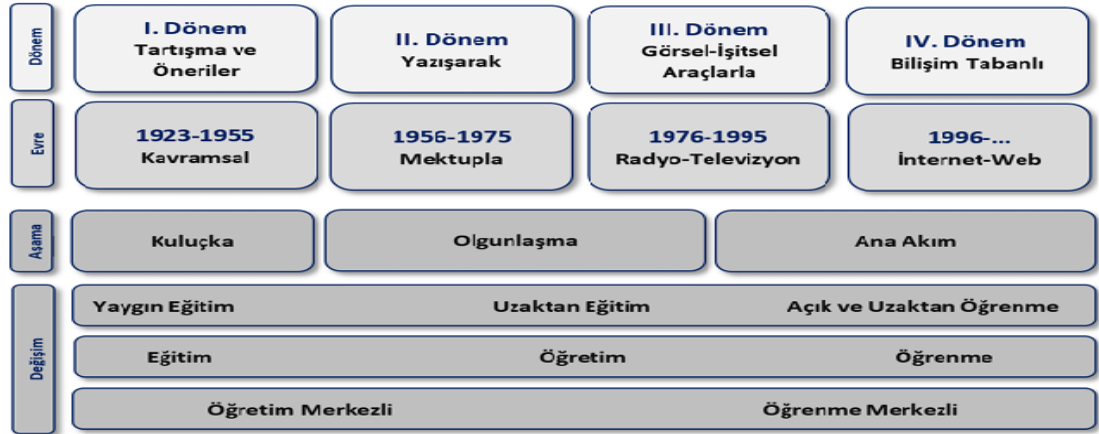 Dönem
I. Dönem
Tartışma ve
Öneriler
II. Dönem
Yazışarak
III. Dönem
Görsel-İşitsel
Araçlarla
IV. Dönem
Bilişim Tabanlı
Evre
1923-1955
Kavramsal
1956-1975
Mektupla
1976-1995
Radyo-Televizyon
1996-...
İnternet-Web
Aşama
Kuluçka
Olgunlaşma
Ana Akım
Değişim
Yaygın Eğitim
Uzaktan Eğitim
Açık ve Uzaktan Öğrenme
Eğitim
Öğretim
Öğrenme
Öğretim Merkezli
Öğrenme Merkezli